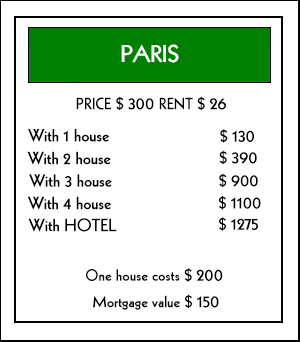 PARIS
PRICE $ 300 RENT $ 26
With 1 house $ 130
With 2 house $ 390
With 3 house $ 900
With 4 house $ 1100
With HOTEL $ 1275
One house costs $ 200
Mortgage value $ 150